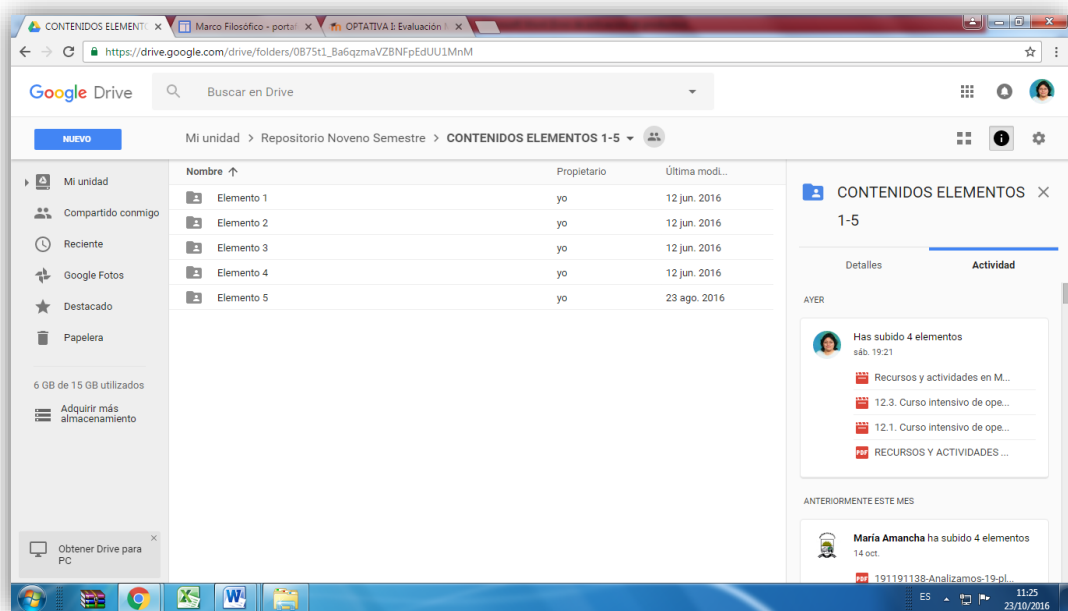 CONTENIDOS ELEMENT
Marco Filosófico - portal
OPTATIVA I: Evaluación
https://drive.google.com/drive/folders/0B75t1_Ba6qzmaVZBNFpEdUU1MnM
Google Drive
Buscar en Drive
NUEVO
Mi unidad > Repositorio Noveno Semestre > CONTENIDOS ELEMENTOS 1-5
Mi unidad
Compartido conmigo
Reciente
Google Fotos
Destacado
Papelera
6 GB de 15 GB utilizados
Adquirir más
almacenamiento
Obtener Drive para
PC
Nombre Propietario Última modi...
Elemento 1 yo 12 jun. 2016
Elemento 2 yo 12 jun. 2016
Elemento 3 yo 12 jun. 2016
Elemento 4 yo 12 jun. 2016
Elemento 5 yo 23 ago. 2016
CONTENIDOS ELEMENTOS
1-5
Detalles Actividad
AYER
Has subido 4 elementos
sáb. 19:21
Recursos y actividades en M...
12.3. Curso intensivo de ope...
12.1. Curso intensivo de ope...
PDF RECURSOS Y ACTIVIDADES ...
ANTERIORMENTE ESTE MES
María Amancha ha subido 4 elementos
14 oct.
PDF 191191138-Analizamos-19-pl...
ES 11:25
23/10/2016